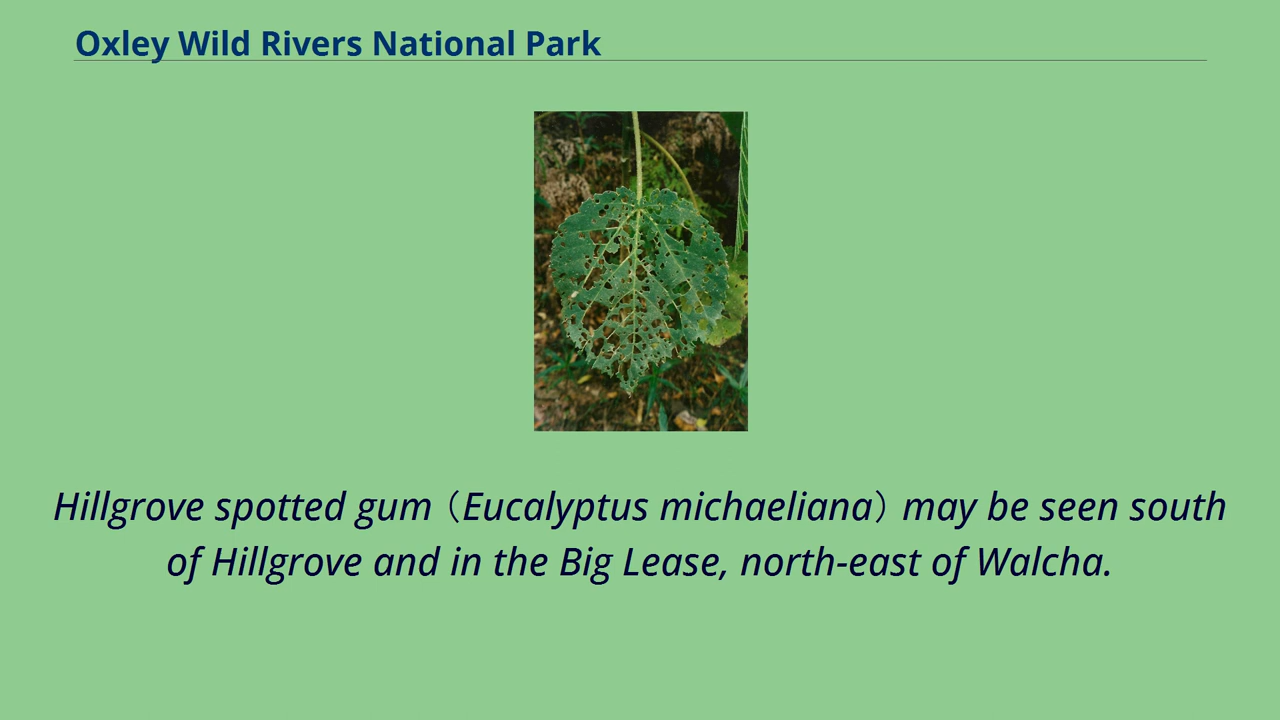 Oxley Wild Rivers National Park
Hillgrove spotted gum（Eucalyptus michaeliana）may be seen south
of Hillgrove and in the Big Lease, north-east of Walcha.